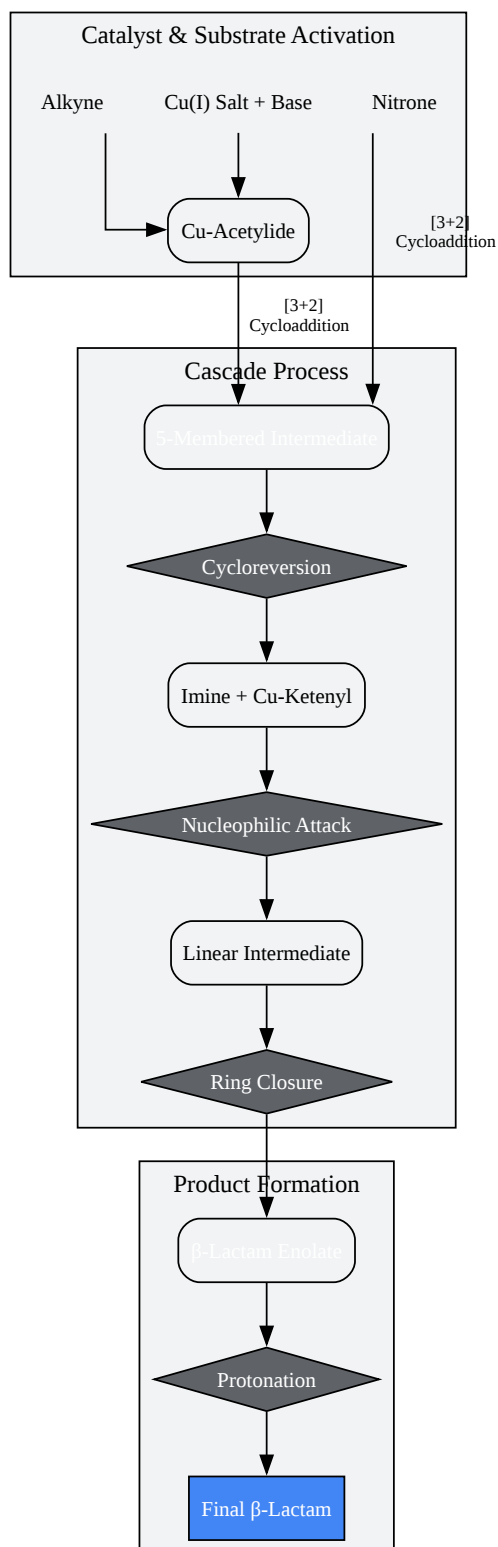 Catalyst & Substrate Activation
Alkyne
Cu(I) Salt + Base
Nitrone
Cu-Acetylide
[3+2]
Cycloaddition
[3+2]
Cycloaddition
Cascade Process
5-Membered Intermediate
Cycloreversion
Imine + Cu-Ketenyl
Nucleophilic Attack
Linear Intermediate
Ring Closure
Product Formation
β-Lactam Enolate
Protonation
Final β-Lactam